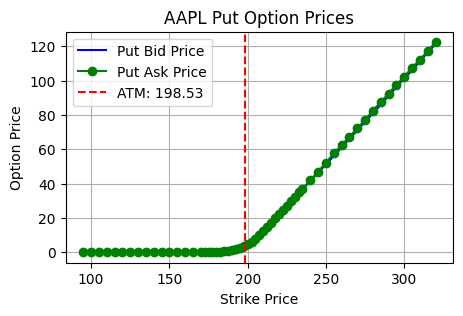 AAPL Put Option Prices
Put Bid Price
Put Ask Price
ATM: 198.53
Option Price
120
100
80
60
40
20
0
100
150
200
250
300
Strike Price